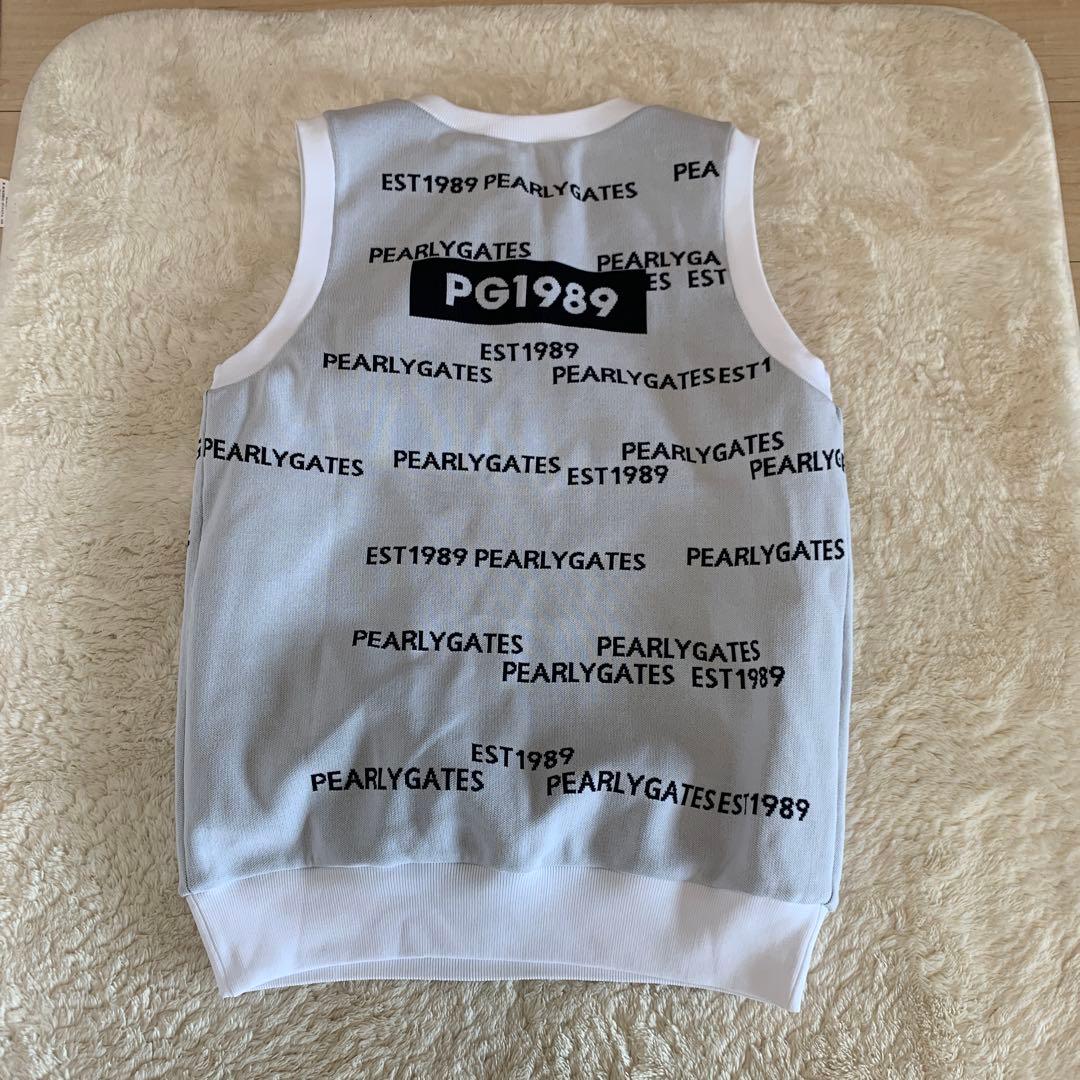 EST1989 PEARLYGATES PEA
PEARLYGATES PEARLYGA
ES EST
PG1989
EST1989
PEARLYGATES PEARLYGATES EST1
PEARLYGATES
GPEARLYGATES PEARLYGATES EST1989 PEARLYG
EST1989 PEARLYGATES PEARLYGATES
PEARLYGATES PEARLYGATES
PEARLYGATES EST1989
EST1989
PEARLYGATES PEARLYGATES EST1989